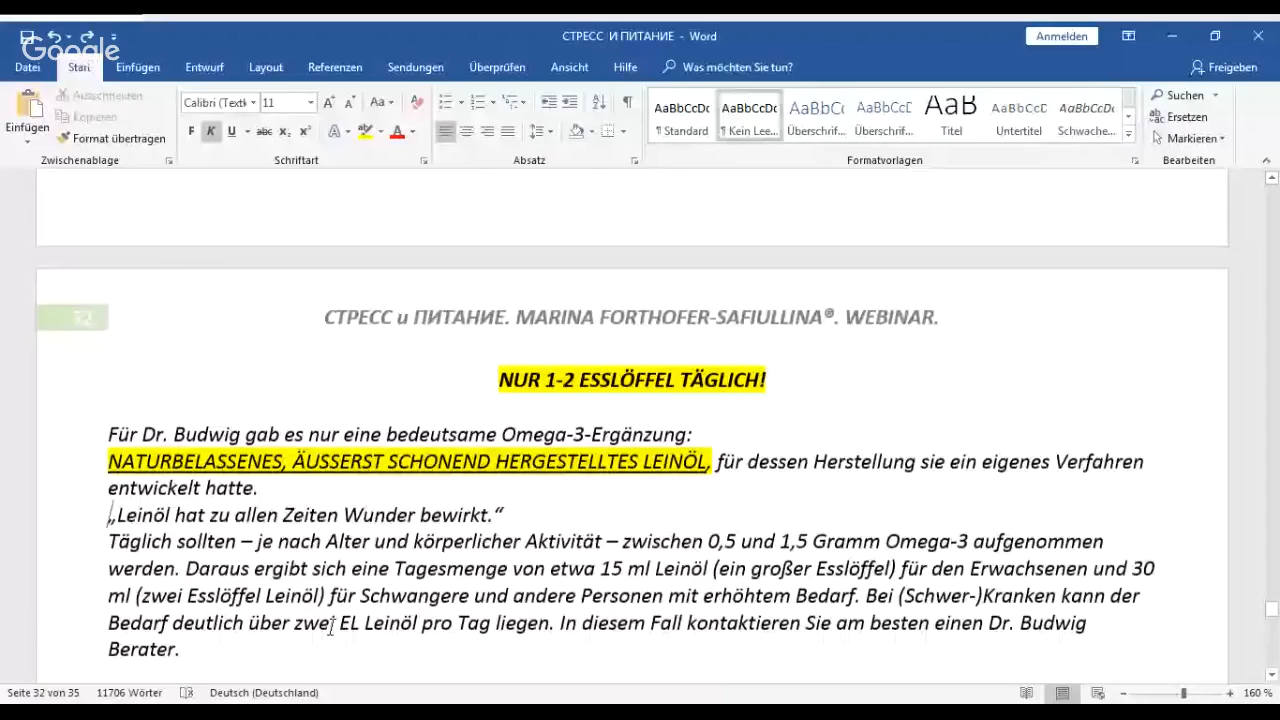 СТРЕСС И ПИТАНИЕ - Word
Anmelden
Google
Datei Start Einfügen Entwurf Layout Referenzen Sendungen Überprüfen Ansicht Hilfe Was möchten Sie tun? Freigeben
Einfügen
Ausschneiden
Kopieren
Format übertragen
Zwischenablage
Calibri (Textk 11
Aa
F K U abc x₂ x² A A
Schriftart
Absatz
AaBbCcDc AaBbCcDc AaBbCc AaBbCcD AaB AaBbCcD AaBbCcDc
¶ Standard ¶ Kein Lee... Überschrif... Überschrif... Titel Untertitel Schwache...
Formatvorlagen
Suchen
Ersetzen
Markieren
Bearbeiten
32
СТРЕСС и ПИТАНИЕ. MARINA FORTHOFER-SAFIULLINA®. WEBINAR.
NUR 1-2 ESSLÖFFEL TÄGLICH!
Für Dr. Budwig gab es nur eine bedeutsame Omega-3-Ergänzung:
NATURBELASSENES, ÄUSSERST SCHONEND HERGESTELLTES LEINÖL, für dessen Herstellung sie ein eigenes Verfahren
entwickelt hatte.
„Leinöl hat zu allen Zeiten Wunder bewirkt.“
Täglich sollten – je nach Alter und körperlicher Aktivität – zwischen 0,5 und 1,5 Gramm Omega-3 aufgenommen
werden. Daraus ergibt sich eine Tagesmenge von etwa 15 ml Leinöl (ein großer Esslöffel) für den Erwachsenen und 30
ml (zwei Esslöffel Leinöl) für Schwangere und andere Personen mit erhöhtem Bedarf. Bei (Schwer-)Kranken kann der
Bedarf deutlich über zwei EL Leinöl pro Tag liegen. In diesem Fall kontaktieren Sie am besten einen Dr. Budwig
Berater.
Seite 32 von 35 11706 Wörter Deutsch (Deutschland) 160 %